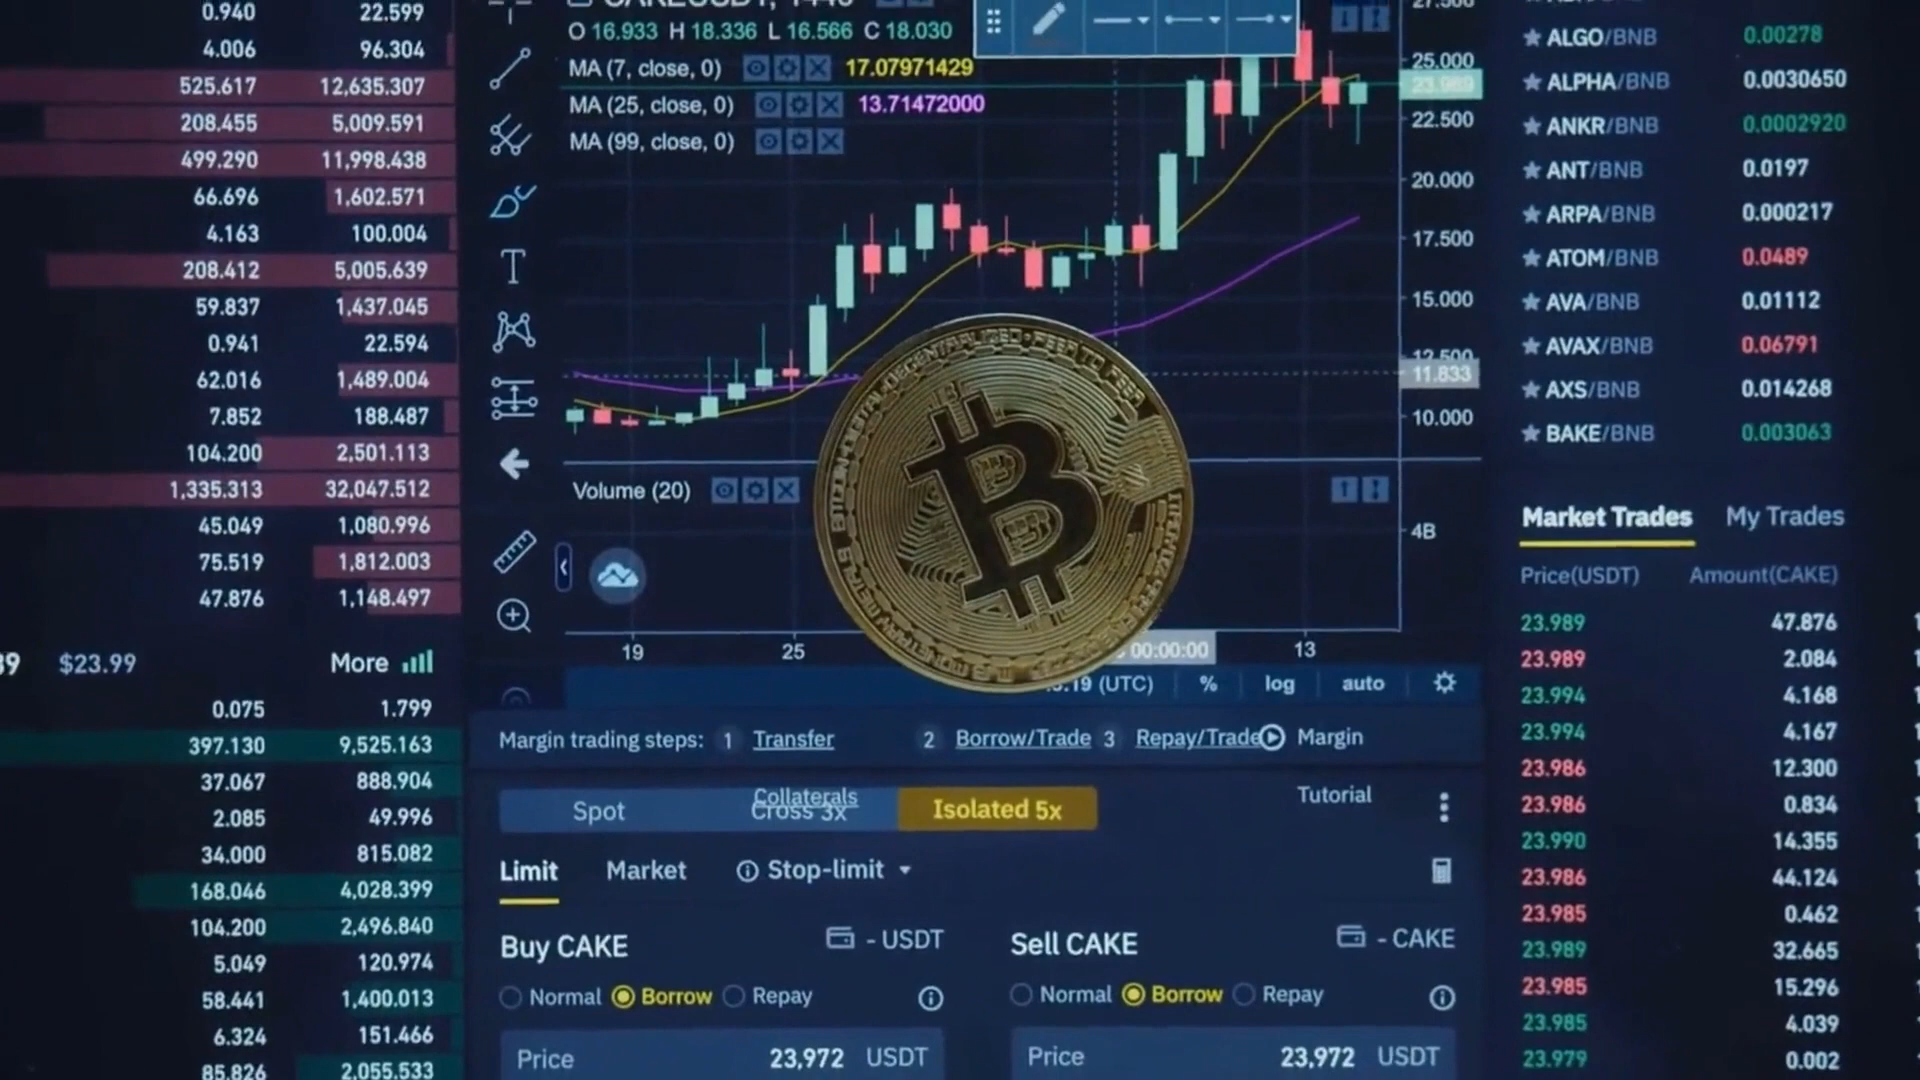 0.940 22.599
4.006 96.304
525.617 12,635.307
208.455 5,009.591
499.290 11,998.438
66.696 1,602.571
4.163 100.004
208.412 5,005.639
59.837 1,437.045
0.941 22.594
62.016 1,489.004
7.852 188.487
104.200 2,501.113
1,335.313 32,047.512
45.049 1,080.996
75.519 1,812.003
47.876 1,148.497
$23.99 More
0.075 1.799
397.130 9,525.163
37.067 888.904
2.085 49.996
34.000 815.082
168.046 4,028.399
104.200 2,496.840
5.049 120.974
58.441 1,400.013
6.324 151.466
85.826 2,055.533
O 16.933 H 18.336 L 16.566 C 18.030
MA (7, close, 0) 17.07971429
MA (25, close, 0) 13.71472000
MA (99, close, 0)
25.000
23.989
22.500
20.000
17.500
15.000
12.500
11.833
10.000
Volume (20)
4B
19 25 00:00:00 13
(UTC) % log auto
B
Margin trading steps: 1 Transfer 2 Borrow/Trade 3 Repay/Trade Margin
Collaterals Tutorial
Spot Cross 3x Isolated 5x
Limit Market Stop-limit
Buy CAKE - USDT
Normal Borrow Repay
Price 23,972 USDT
Sell CAKE - CAKE
Normal Borrow Repay
Price 23,972 USDT
ALGO/BNB 0.00278
ALPHA/BNB 0.0030650
ANKR/BNB 0.0002920
ANT/BNB 0.0197
ARPA/BNB 0.000217
ATOM/BNB 0.0489
AVA/BNB 0.01112
AVAX/BNB 0.06791
AXS/BNB 0.014268
BAKE/BNB 0.003063
Market Trades My Trades
Price(USDT) Amount(CAKE)
23.989 47.876
23.989 2.084
23.994 4.168
23.994 4.167
23.986 12.300
23.986 0.834
23.990 14.355
23.986 44.124
23.985 0.462
23.989 32.665
23.985 15.296
23.985 4.039
23.979 0.002